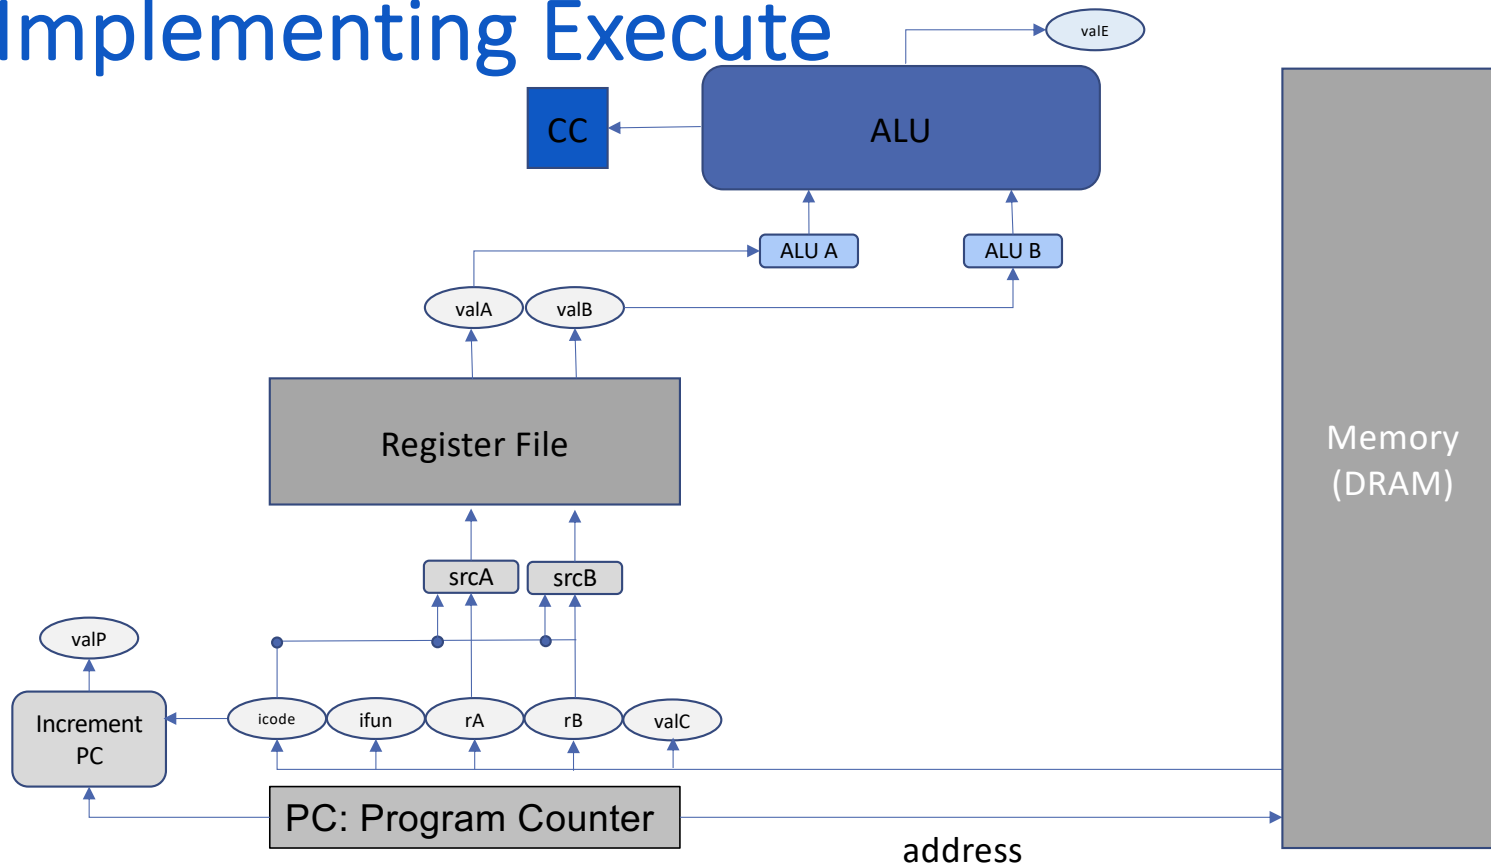 Implementing Execute
valE
CC
ALU
ALU A
ALU B
valA
valB
Register File
Memory
(DRAM)
srcA
srcB
valP
icode
ifun
rA
rB
valC
Increment
PC
PC: Program Counter
address